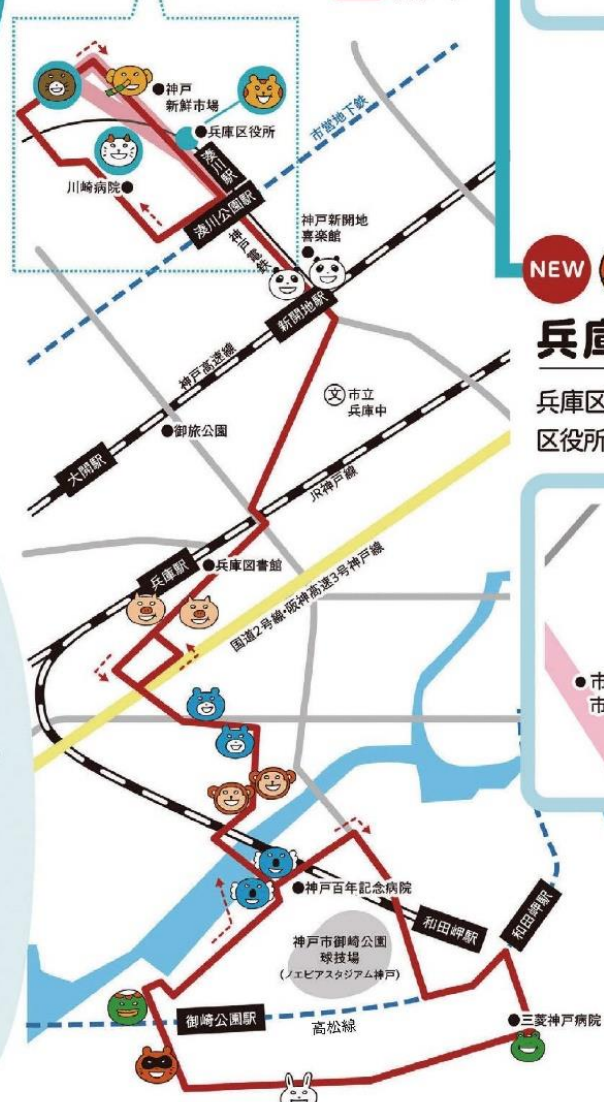 神戸
新鮮市場
兵庫区役所
湊川駅
川崎病院
市営地下鉄
湊川公園駅
神戸電鉄
神戸新開地
喜楽館
新開地駅
NEW
神戸高速線
文 市立
兵庫中
兵庫区
区役所
御旅公園
大開駅
JR神戸線
兵庫駅
兵庫図書館
国道2号線・阪神高速3号神戸線
市
市
神戸百年記念病院
和田岬駅
和田岬駅
神戸市御崎公園
球技場
(ノエビアスタジアム神戸)
御崎公園駅
高松線
三菱神戸病院